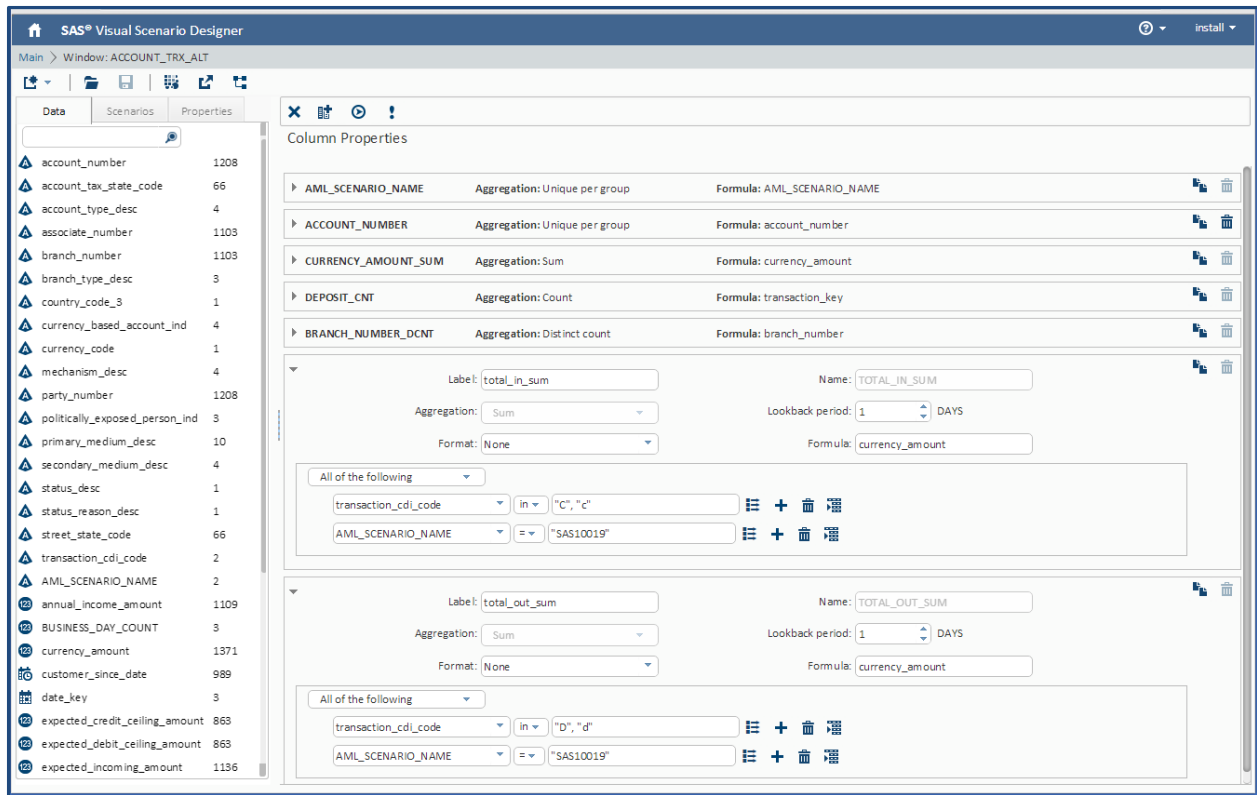 SAS® Visual Scenario Designer
install
Main > Window: ACCOUNT_TRX_ALT
Data Scenarios Properties
Column Properties
account_number 1208
account_tax_state_code 66
account_type_desc 4
associate_number 1103
branch_number 1103
branch_type_desc 3
country_code_3 1
currency_based_account_ind 4
currency_code 1
mechanism_desc 4
party_number 1208
politically_exposed_person_ind 3
primary_medium_desc 10
secondary_medium_desc 4
status_desc 1
status_reason_desc 1
street_state_code 66
transaction_cdi_code 2
AML_SCENARIO_NAME 2
annual_income_amount 1109
BUSINESS_DAY_COUNT 3
currency_amount 1371
customer_since_date 989
date_key 3
expected_credit_ceiling_amount 863
expected_debit_ceiling_amount 863
expected_incoming_amount 1136
AML_SCENARIO_NAME Aggregation: Unique per group Formula: AML_SCENARIO_NAME
ACCOUNT_NUMBER Aggregation: Unique per group Formula: account_number
CURRENCY_AMOUNT_SUM Aggregation: Sum Formula: currency_amount
DEPOSIT_CNT Aggregation: Count Formula: transaction_key
BRANCH_NUMBER_DCNT Aggregation: Distinct count Formula: branch_number
Label: total_in_sum Name: TOTAL_IN_SUM
Aggregation: Sum Lookback period: 1 DAYS
Format: None Formula: currency_amount
All of the following
transaction_cdi_code in "C", "c"
AML_SCENARIO_NAME = "SAS10019"
Label: total_out_sum Name: TOTAL_OUT_SUM
Aggregation: Sum Lookback period: 1 DAYS
Format: None Formula: currency_amount
All of the following
transaction_cdi_code in "D", "d"
AML_SCENARIO_NAME = "SAS10019"